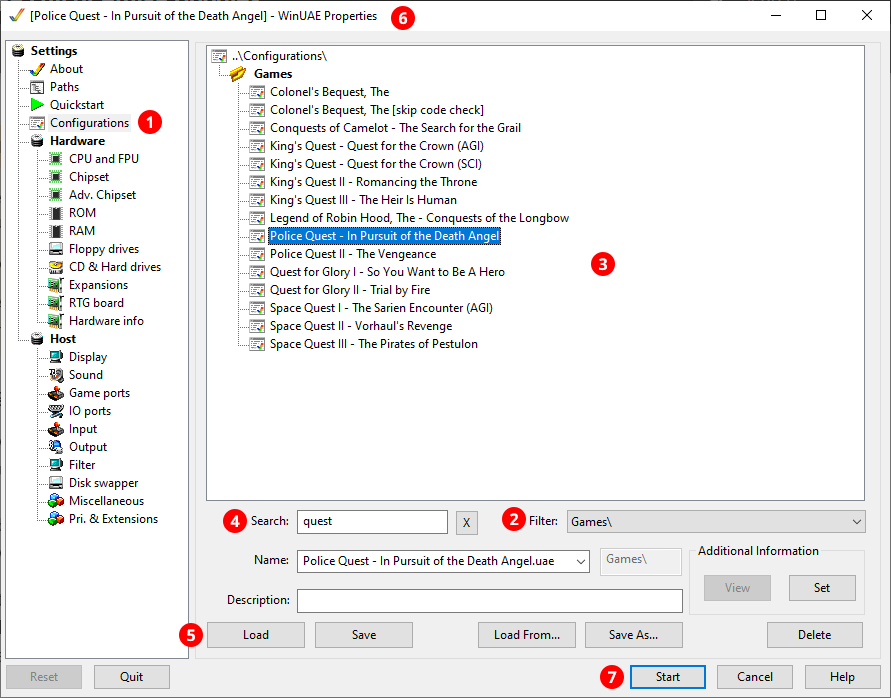 [Police Quest - In Pursuit of the Death Angel] - WinUAE Properties
6
Settings
About
Paths
Quickstart
Configurations
1
Hardware
CPU and FPU
Chipset
Adv. Chipset
ROM
RAM
Floppy drives
CD & Hard drives
Expansions
RTG board
Hardware info
Host
Display
Sound
Game ports
IO ports
Input
Output
Filter
Disk swapper
Miscellaneous
Pri. & Extensions
..\Configurations\
Games
Colonel's Bequest, The
Colonel's Bequest, The [skip code check]
Conquests of Camelot - The Search for the Grail
King's Quest - Quest for the Crown (AGI)
King's Quest - Quest for the Crown (SCI)
King's Quest II - Romancing the Throne
King's Quest III - The Heir Is Human
Legend of Robin Hood, The - Conquests of the Longbow
Police Quest - In Pursuit of the Death Angel
Police Quest II - The Vengeance
3
Quest for Glory I - So You Want to Be A Hero
Quest for Glory II - Trial by Fire
Space Quest I - The Sarien Encounter (AGI)
Space Quest II - Vorhaul's Revenge
Space Quest III - The Pirates of Pestulon
4 Search: quest X 2 Filter: Games\
Name: Police Quest - In Pursuit of the Death Angel.uae Games\
Additional Information
View Set
Description:
5 Load Save Load From... Save As... Delete
Reset Quit 7 Start Cancel Help